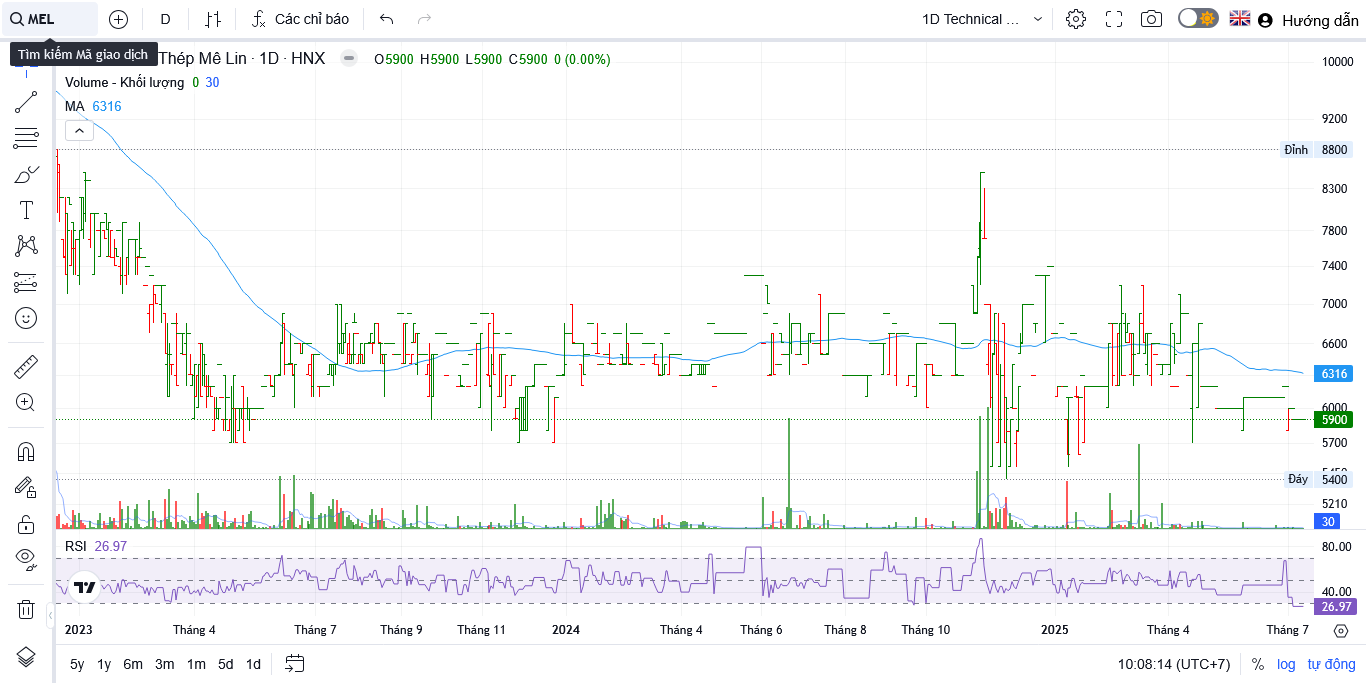 MEL D Các chỉ báo 1D Technical ... Hướng dẫn
Tìm kiếm Mã giao dịch
Thép Mê Lin · 1D · HNX O5900 H5900 L5900 C5900 0 (0.00%)
Volume - Khối lượng 0 30
MA 6316
10000
9200
Đỉnh 8800
8300
7800
7400
7000
6600
6316
6000
5900
5700
5450
Đáy 5400
5210
30
RSI 26.97
80.00
40.00
26.97
2023 Tháng 4 Tháng 7 Tháng 9 Tháng 11 2024 Tháng 4 Tháng 6 Tháng 8 Tháng 10 2025 Tháng 4 Tháng 7
5y 1y 6m 3m 1m 5d 1d 10:08:14 (UTC+7) % log tự động